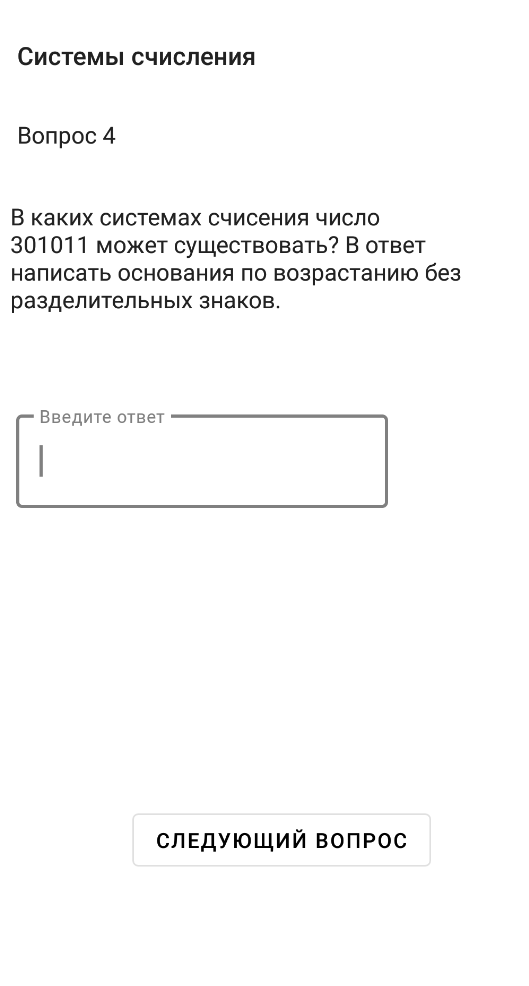 Системы счисления
Вопрос 4
В каких системах счисения число
301011 может существовать? В ответ
написать основания по возрастанию без
разделительных знаков.
Введите ответ
СЛЕДУЮЩИЙ ВОПРОС